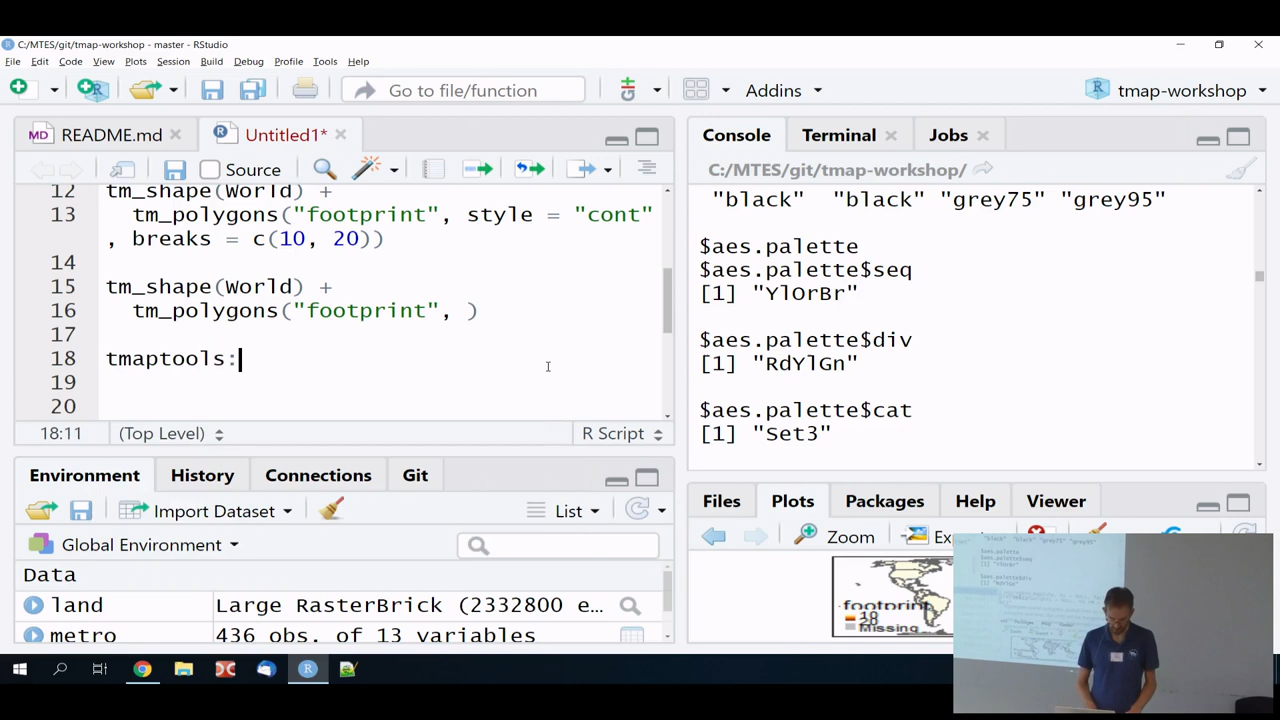 C:/MTES/git/tmap-workshop - master - RStudio
File Edit Code View Plots Session Build Debug Profile Tools Help
Go to file/function
Addins
tmap-workshop
README.md
Untitled1*
Source
12 tm_shape(World) +
13 tm_polygons("footprint", style = "cont"
, breaks = c(10, 20))
14
15 tm_shape(World) +
16 tm_polygons("footprint", )
17
18 tmaptools:
19
20
18:11 (Top Level) R Script
Environment History Connections Git
Import Dataset List
Global Environment
Data
land Large RasterBrick (2332800 e...
metro 436 obs. of 13 variables
Console Terminal Jobs
C:/MTES/git/tmap-workshop/
"black" "black" "grey75" "grey95"
$aes.palette
$aes.palette$seq
[1] "YlOrBr"
$aes.palette$div
[1] "RdYlGn"
$aes.palette$cat
[1] "Set3"
Files Plots Packages Help Viewer
Zoom Ex
footprint
10
20
Missing